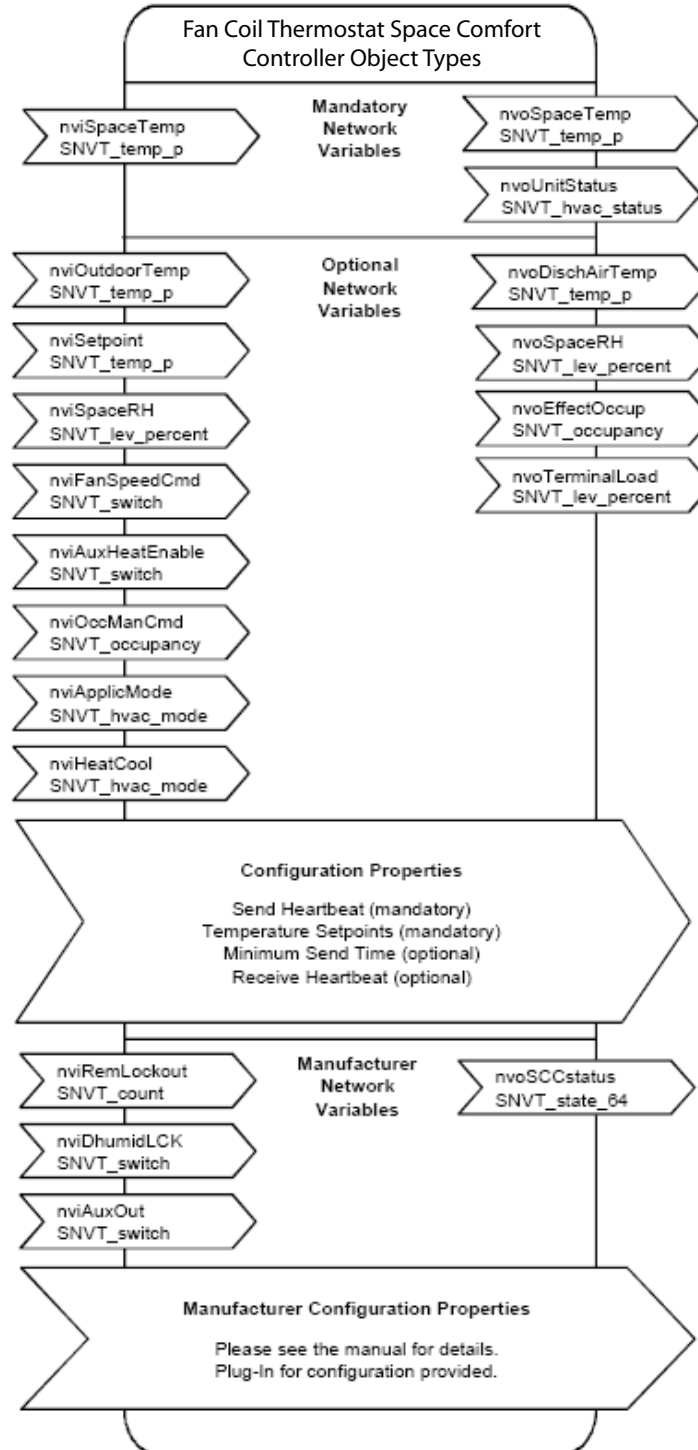 Fan Coil Thermostat Space Comfort
Controller Object Types
Mandatory
Network
Variables
nviSpaceTemp
SNVT_temp_p
nvoSpaceTemp
SNVT_temp_p
nvoUnitStatus
SNVT_hvac_status
Optional
Network
Variables
nviOutdoorTemp
SNVT_temp_p
nviSetpoint
SNVT_temp_p
nviSpaceRH
SNVT_lev_percent
nviFanSpeedCmd
SNVT_switch
nviAuxHeatEnable
SNVT_switch
nviOccManCmd
SNVT_occupancy
nviApplicMode
SNVT_hvac_mode
nviHeatCool
SNVT_hvac_mode
nvoDischAirTemp
SNVT_temp_p
nvoSpaceRH
SNVT_lev_percent
nvoEffectOccup
SNVT_occupancy
nvoTerminalLoad
SNVT_lev_percent
Configuration Properties
Send Heartbeat (mandatory)
Temperature Setpoints (mandatory)
Minimum Send Time (optional)
Receive Heartbeat (optional)
Manufacturer
Network
Variables
nviRemLockout
SNVT_count
nviDhumidLCK
SNVT_switch
nviAuxOut
SNVT_switch
nvoSCCstatus
SNVT_state_64
Manufacturer Configuration Properties
Please see the manual for details.
Plug-In for configuration provided.